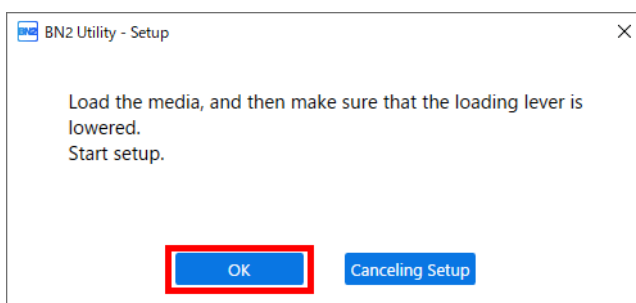 BN2 BN2 Utility - Setup
Load the media, and then make sure that the loading lever is
lowered.
Start setup.
OK Canceling Setup